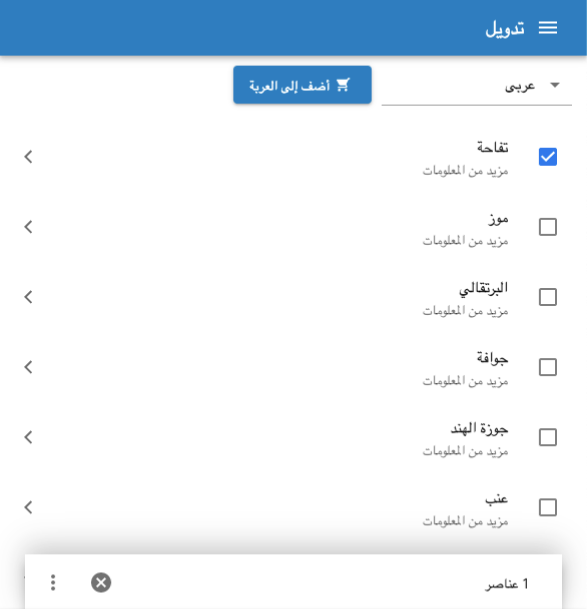 تدويل
عربى
أضف إلى العربة
تفاحة
مزيد من المعلومات
موز
مزيد من المعلومات
البرتقالي
مزيد من المعلومات
جوافة
مزيد من المعلومات
جوزة الهند
مزيد من المعلومات
عنب
مزيد من المعلومات
1 عناصر